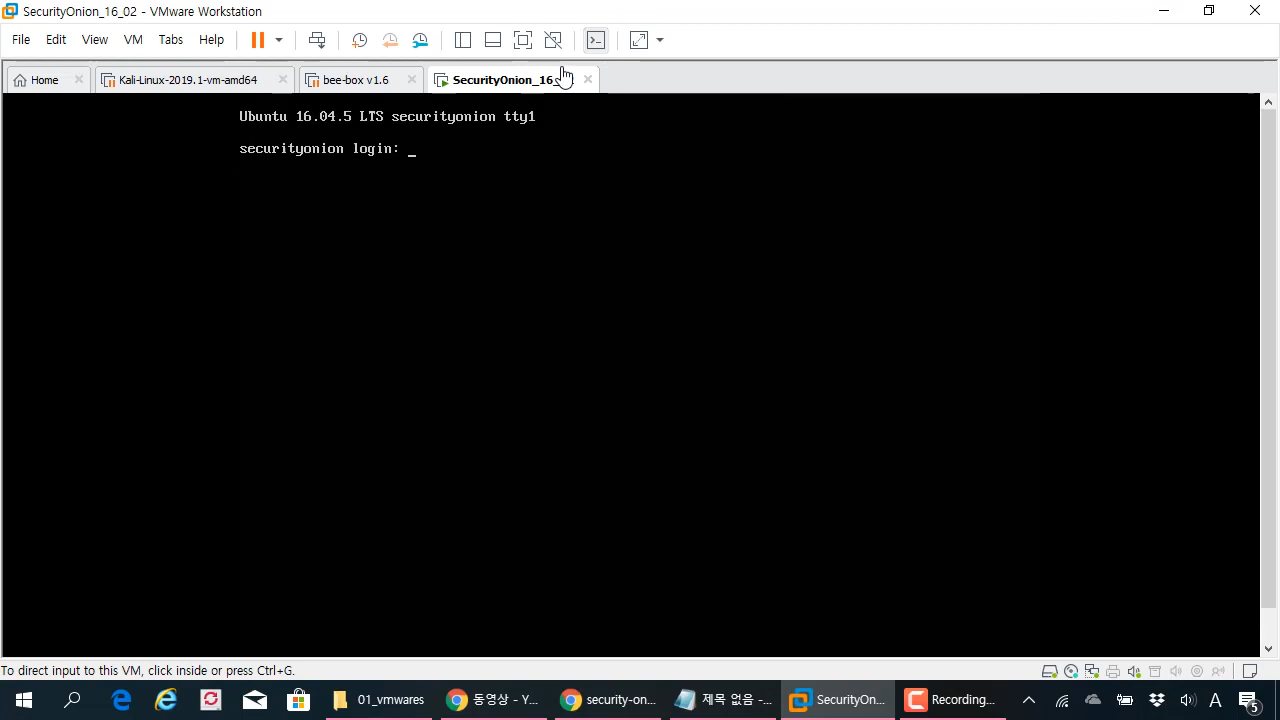 SecurityOnion_16_02 - VMware Workstation
File Edit View VM Tabs Help
Home Kali-Linux-2019.1-vm-amd64 bee-box v1.6 SecurityOnion_16_
Ubuntu 16.04.5 LTS securityonion tty1
securityonion login: _
To direct input to this VM, click inside or press Ctrl+G.
01_vmwares 동영상 - Y... security-on... 제목 없음 -... SecurityOn... Recording... A 5